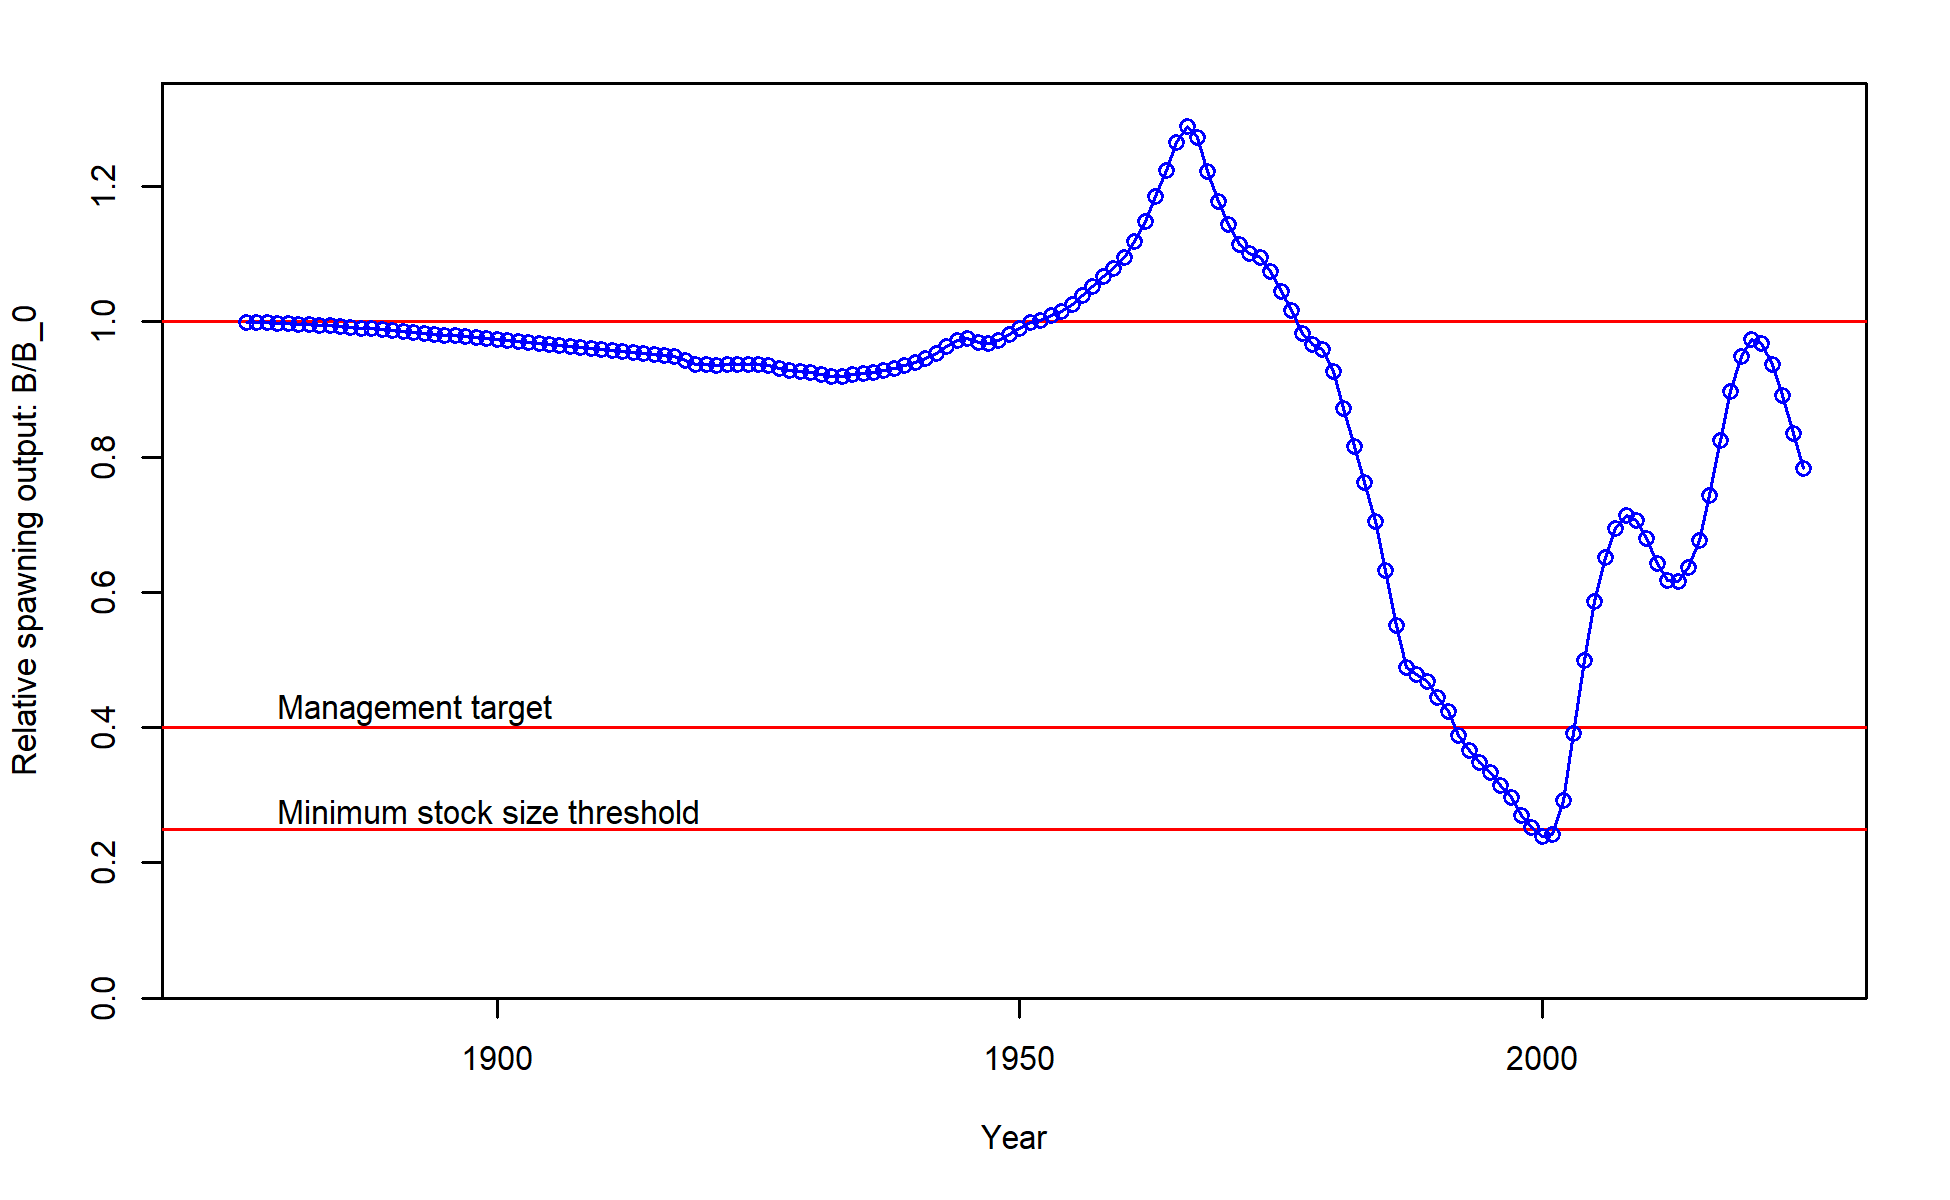 Relative spawning output: B/B_0
1.2
1.0
0.8
0.6
0.4
0.2
0.0
Management target
Minimum stock size threshold
1900 1950 2000
Year